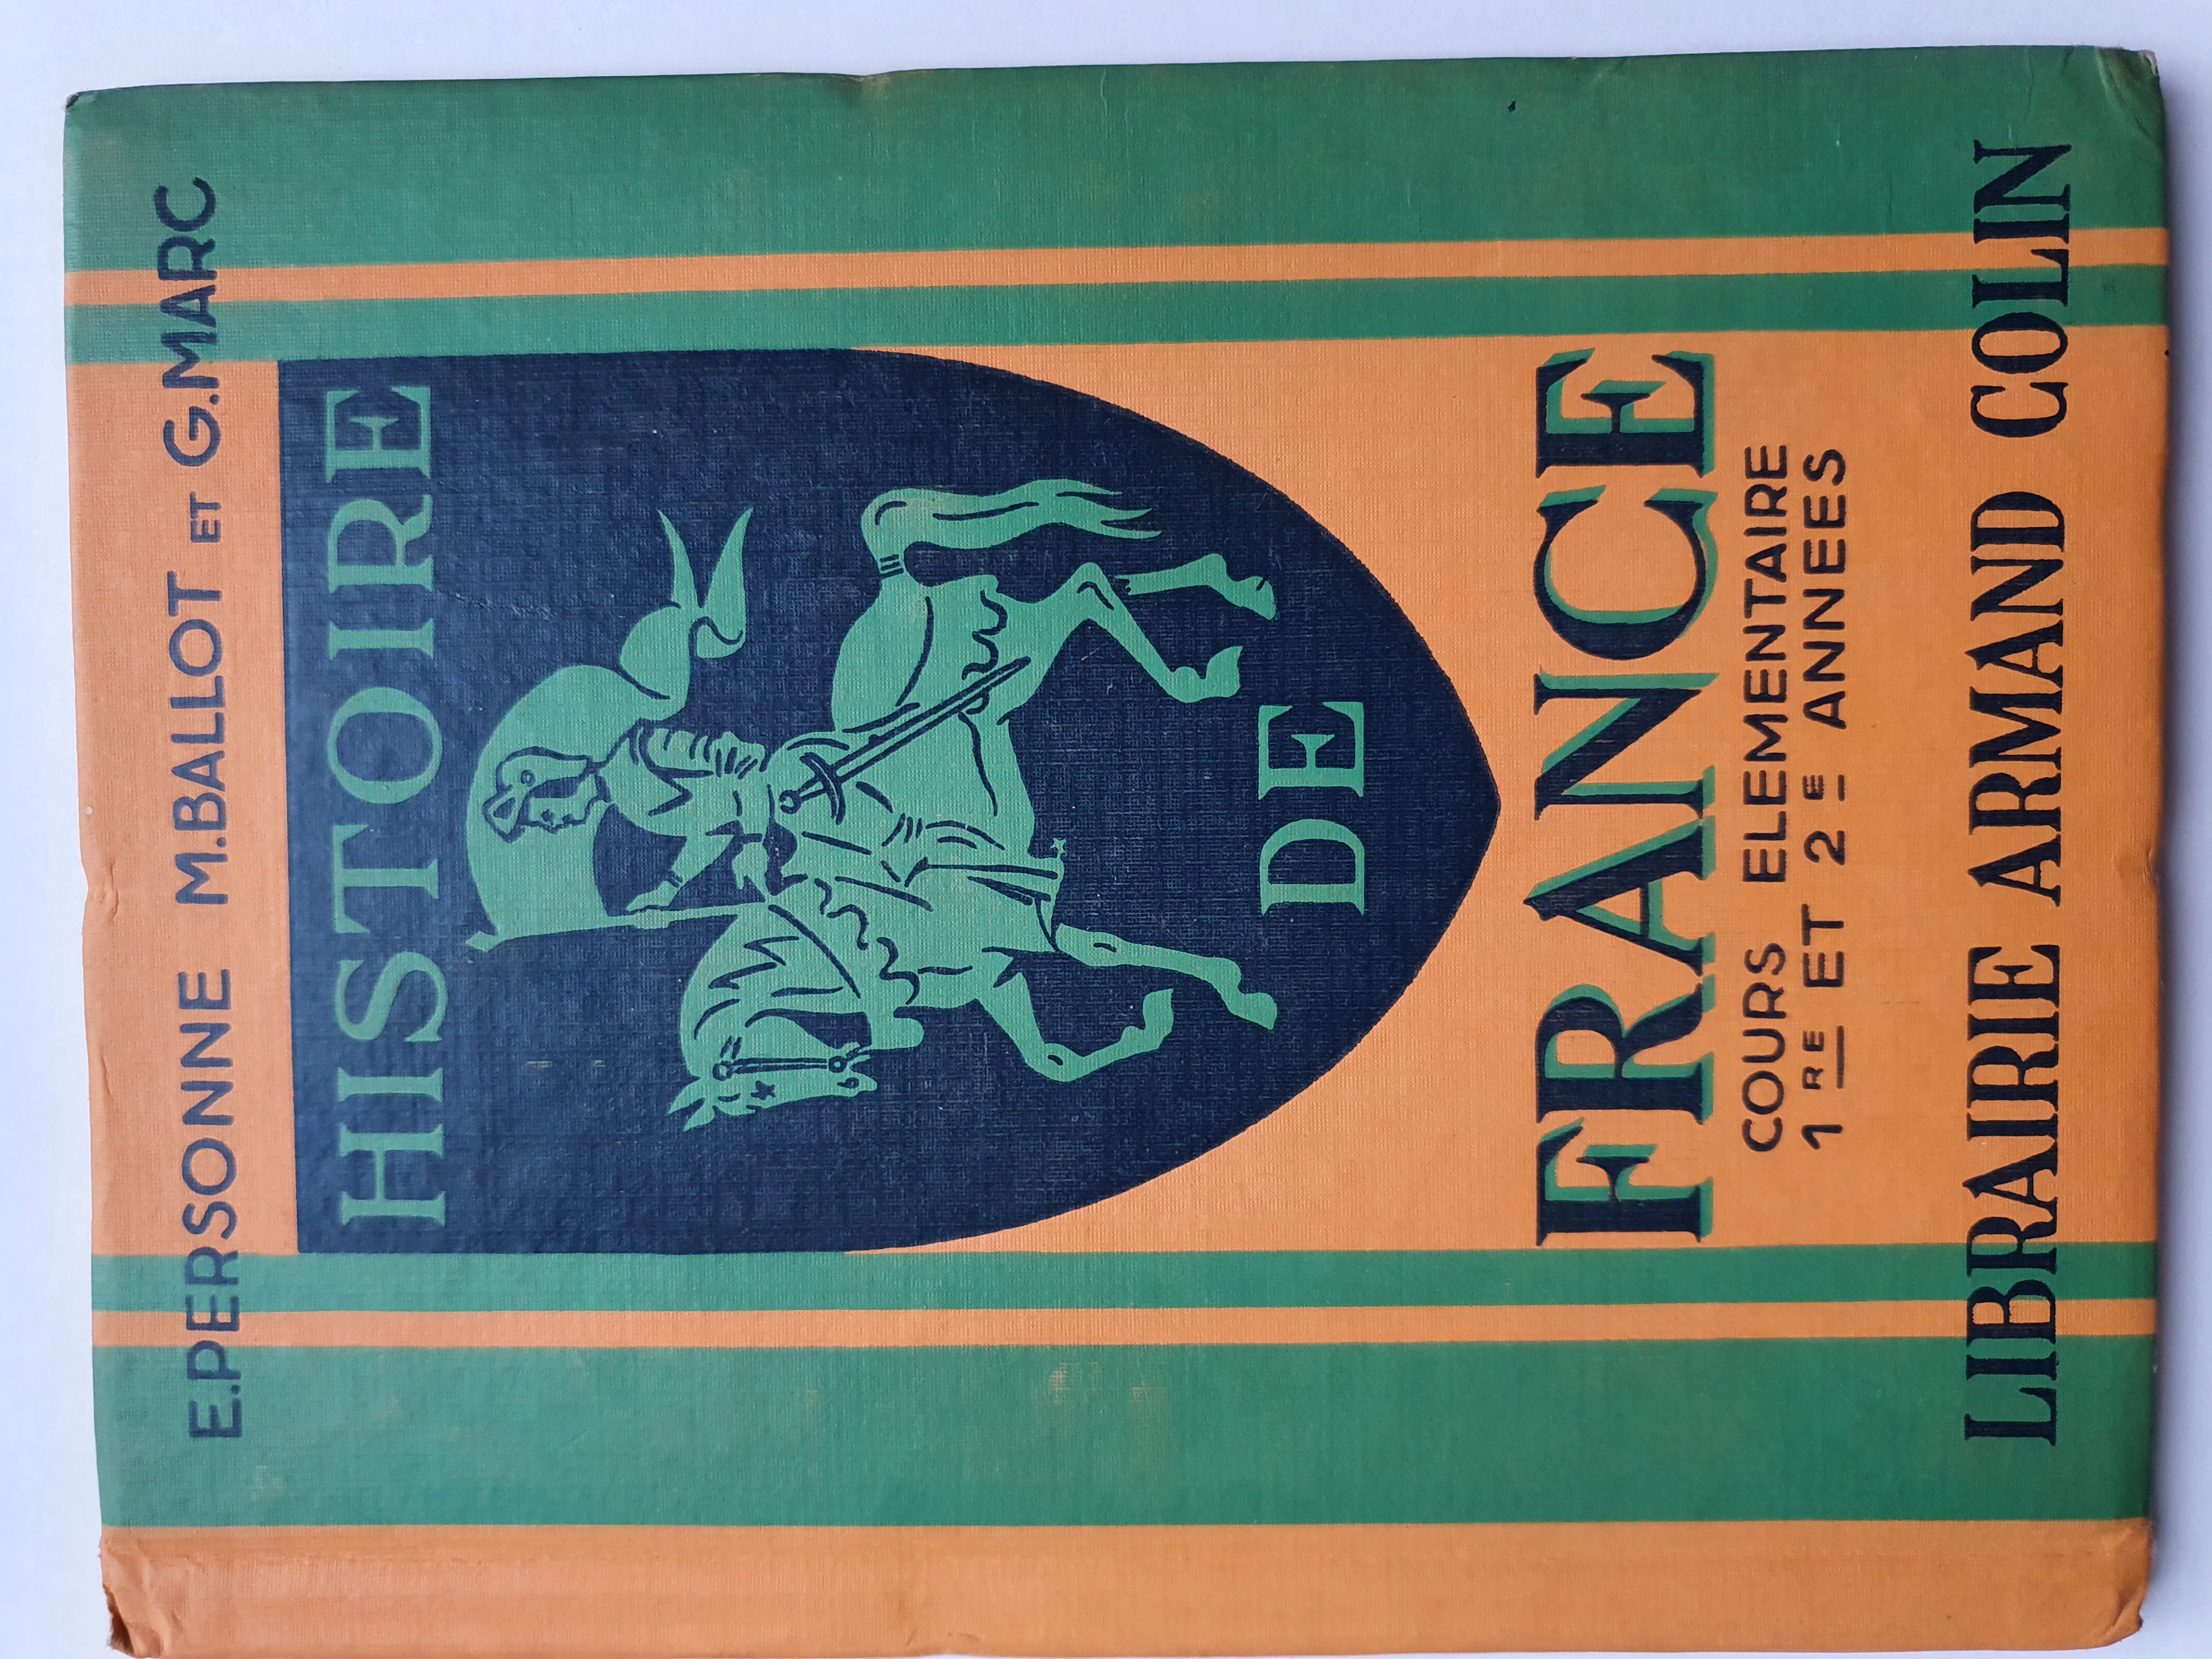 E.PERSONNE M.BALLOT ET G.MARC
HISTOIRE
DE
FRANCE
COURS ELEMENTAIRE
1RE ET 2E ANNEES
LIBRAIRIE ARMAND COLIN